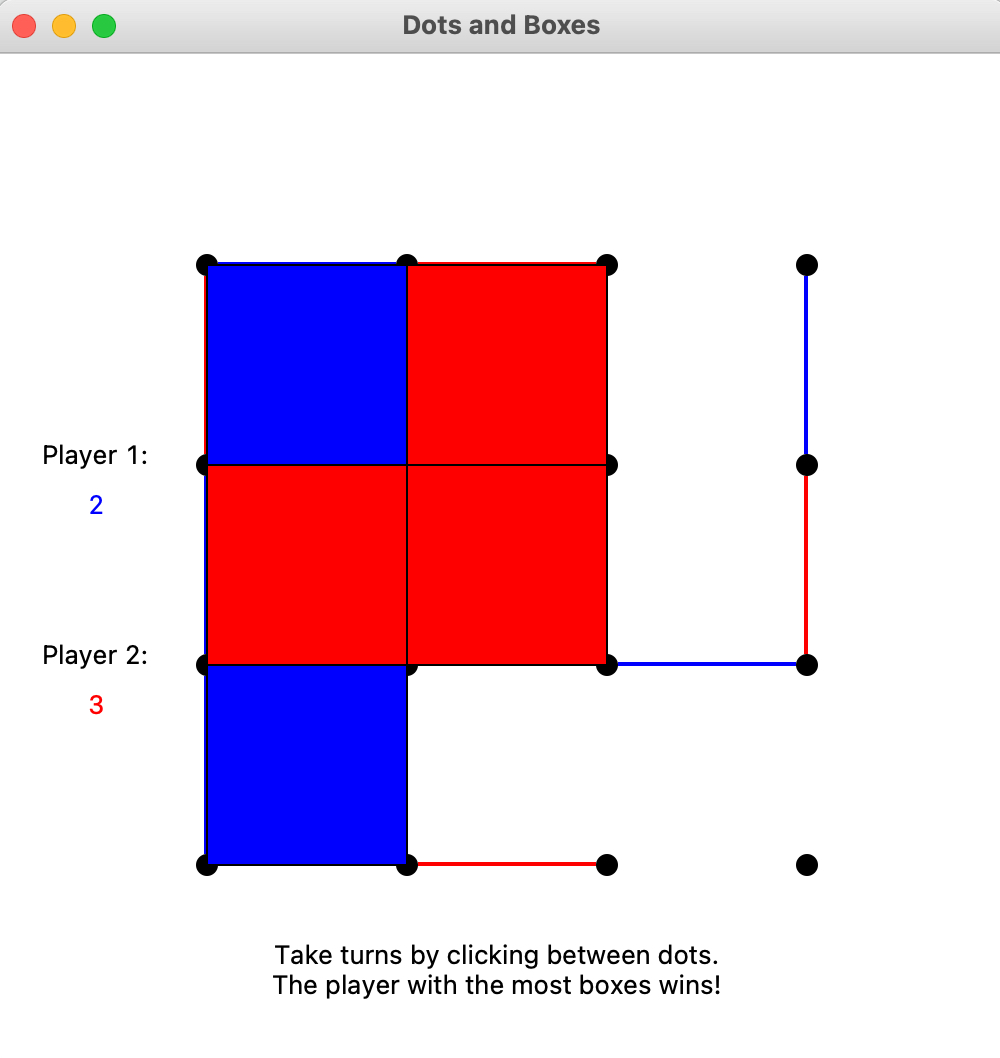 Dots and Boxes
Player 1:
2
Player 2:
3
Take turns by clicking between dots.
The player with the most boxes wins!